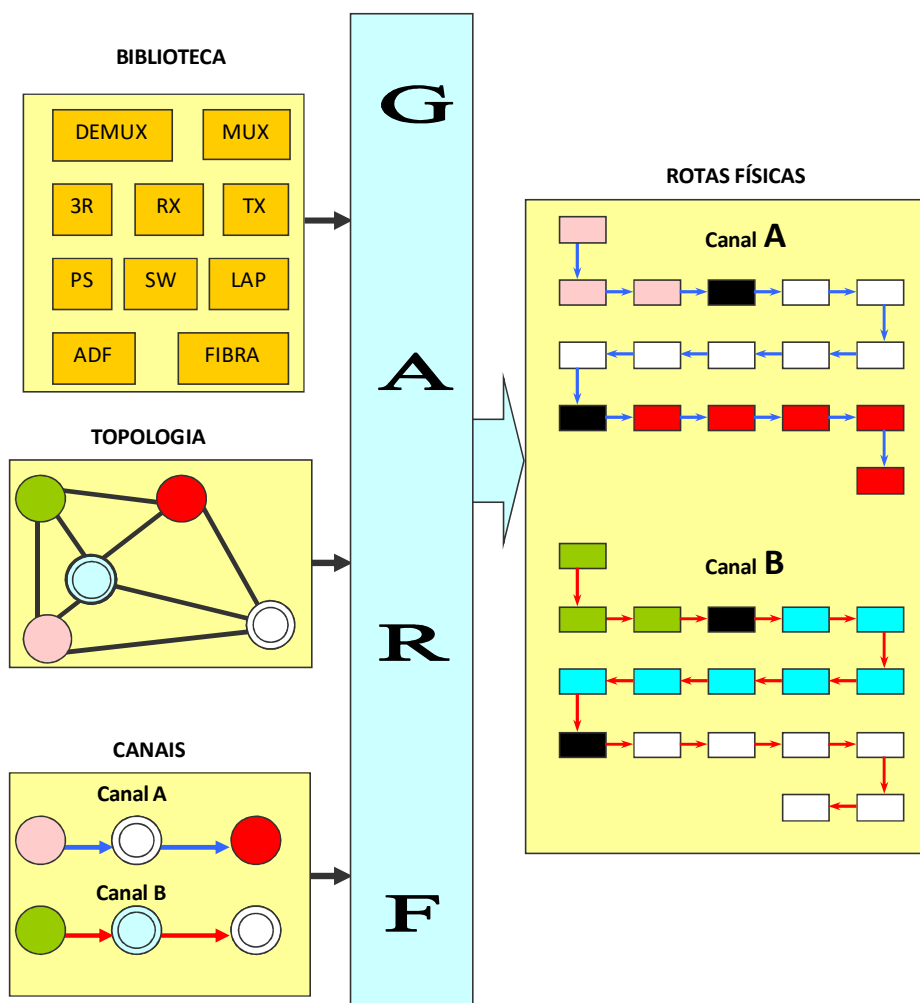 BIBLIOTECA
DEMUX MUX
3R RX TX
PS SW LAP
ADF FIBRA
TOPOLOGIA
CANAIS
Canal A
Canal B
G
A
R
F
ROTAS FÍSICAS
Canal A
Canal B